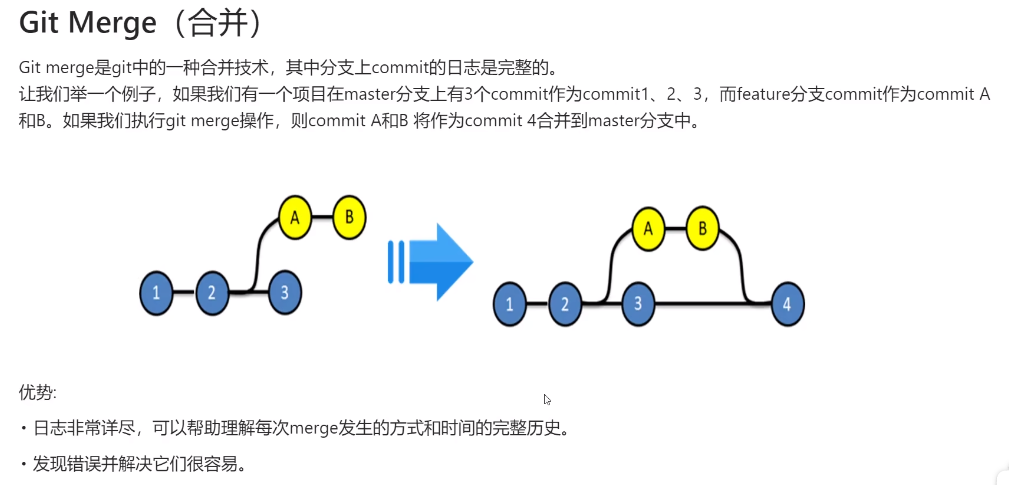 Git Merge（合并）
Git merge是git中的一种合并技术，其中分支上commit的日志是完整的。
让我们举一个例子，如果我们有一个项目在master分支上有3个commit作为commit1、2、3，而feature分支commit作为commit A
和B。如果我们执行git merge操作，则commit A和B 将作为commit 4合并到master分支中。
A B
1 2 3
A B
1 2 3 4
优势:
• 日志非常详尽，可以帮助理解每次merge发生的方式和时间的完整历史。
• 发现错误并解决它们很容易。